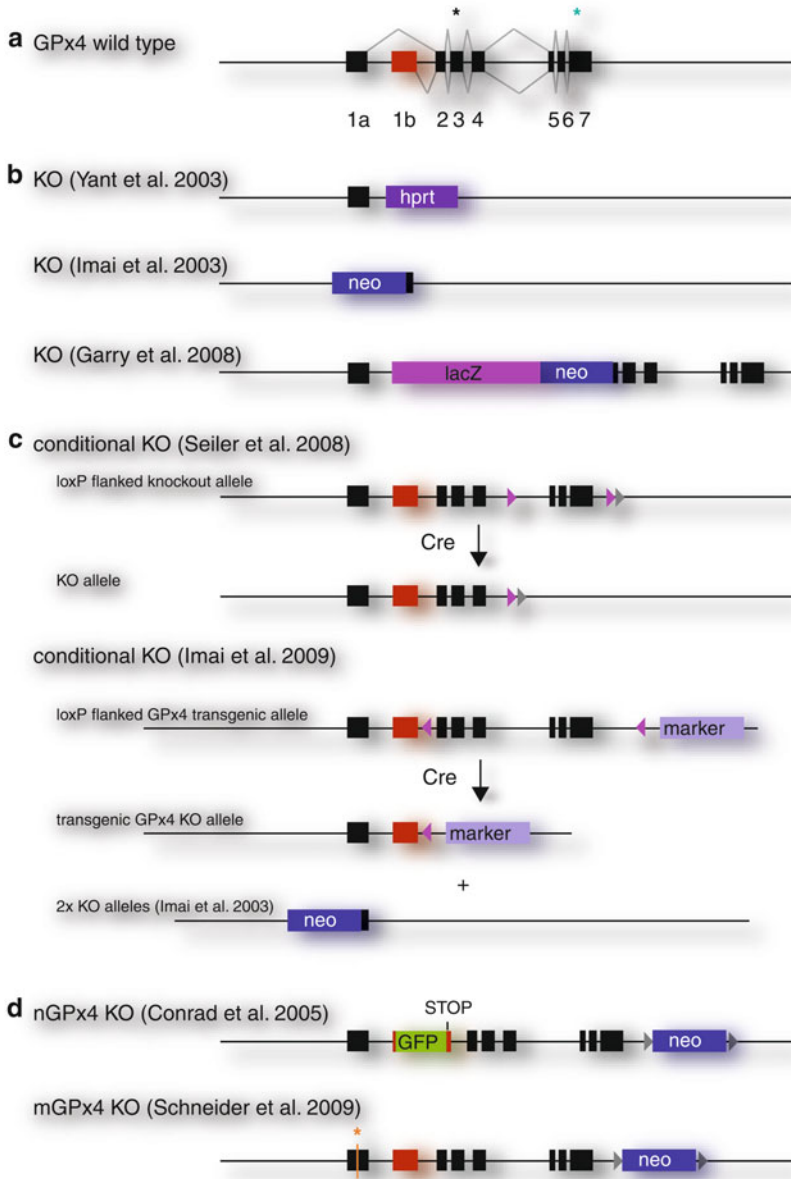 * *
a GPx4 wild type
1a 1b 2 3 4 5 6 7
b KO (Yant et al. 2003)
hprt
KO (Imai et al. 2003)
neo
KO (Garry et al. 2008)
lacZ neo
c conditional KO (Seiler et al. 2008)
loxP flanked knockout allele
Cre
KO allele
conditional KO (Imai et al. 2009)
loxP flanked GPx4 transgenic allele
marker
Cre
transgenic GPx4 KO allele
marker
+
2x KO alleles (Imai et al. 2003)
neo
d nGPx4 KO (Conrad et al. 2005)
STOP
GFP neo
mGPx4 KO (Schneider et al. 2009)
*
neo